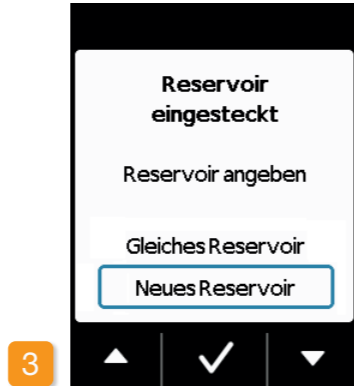 Reservoir
eingesteckt
Reservoir angeben
Gleiches Reservoir
Neues Reservoir
3